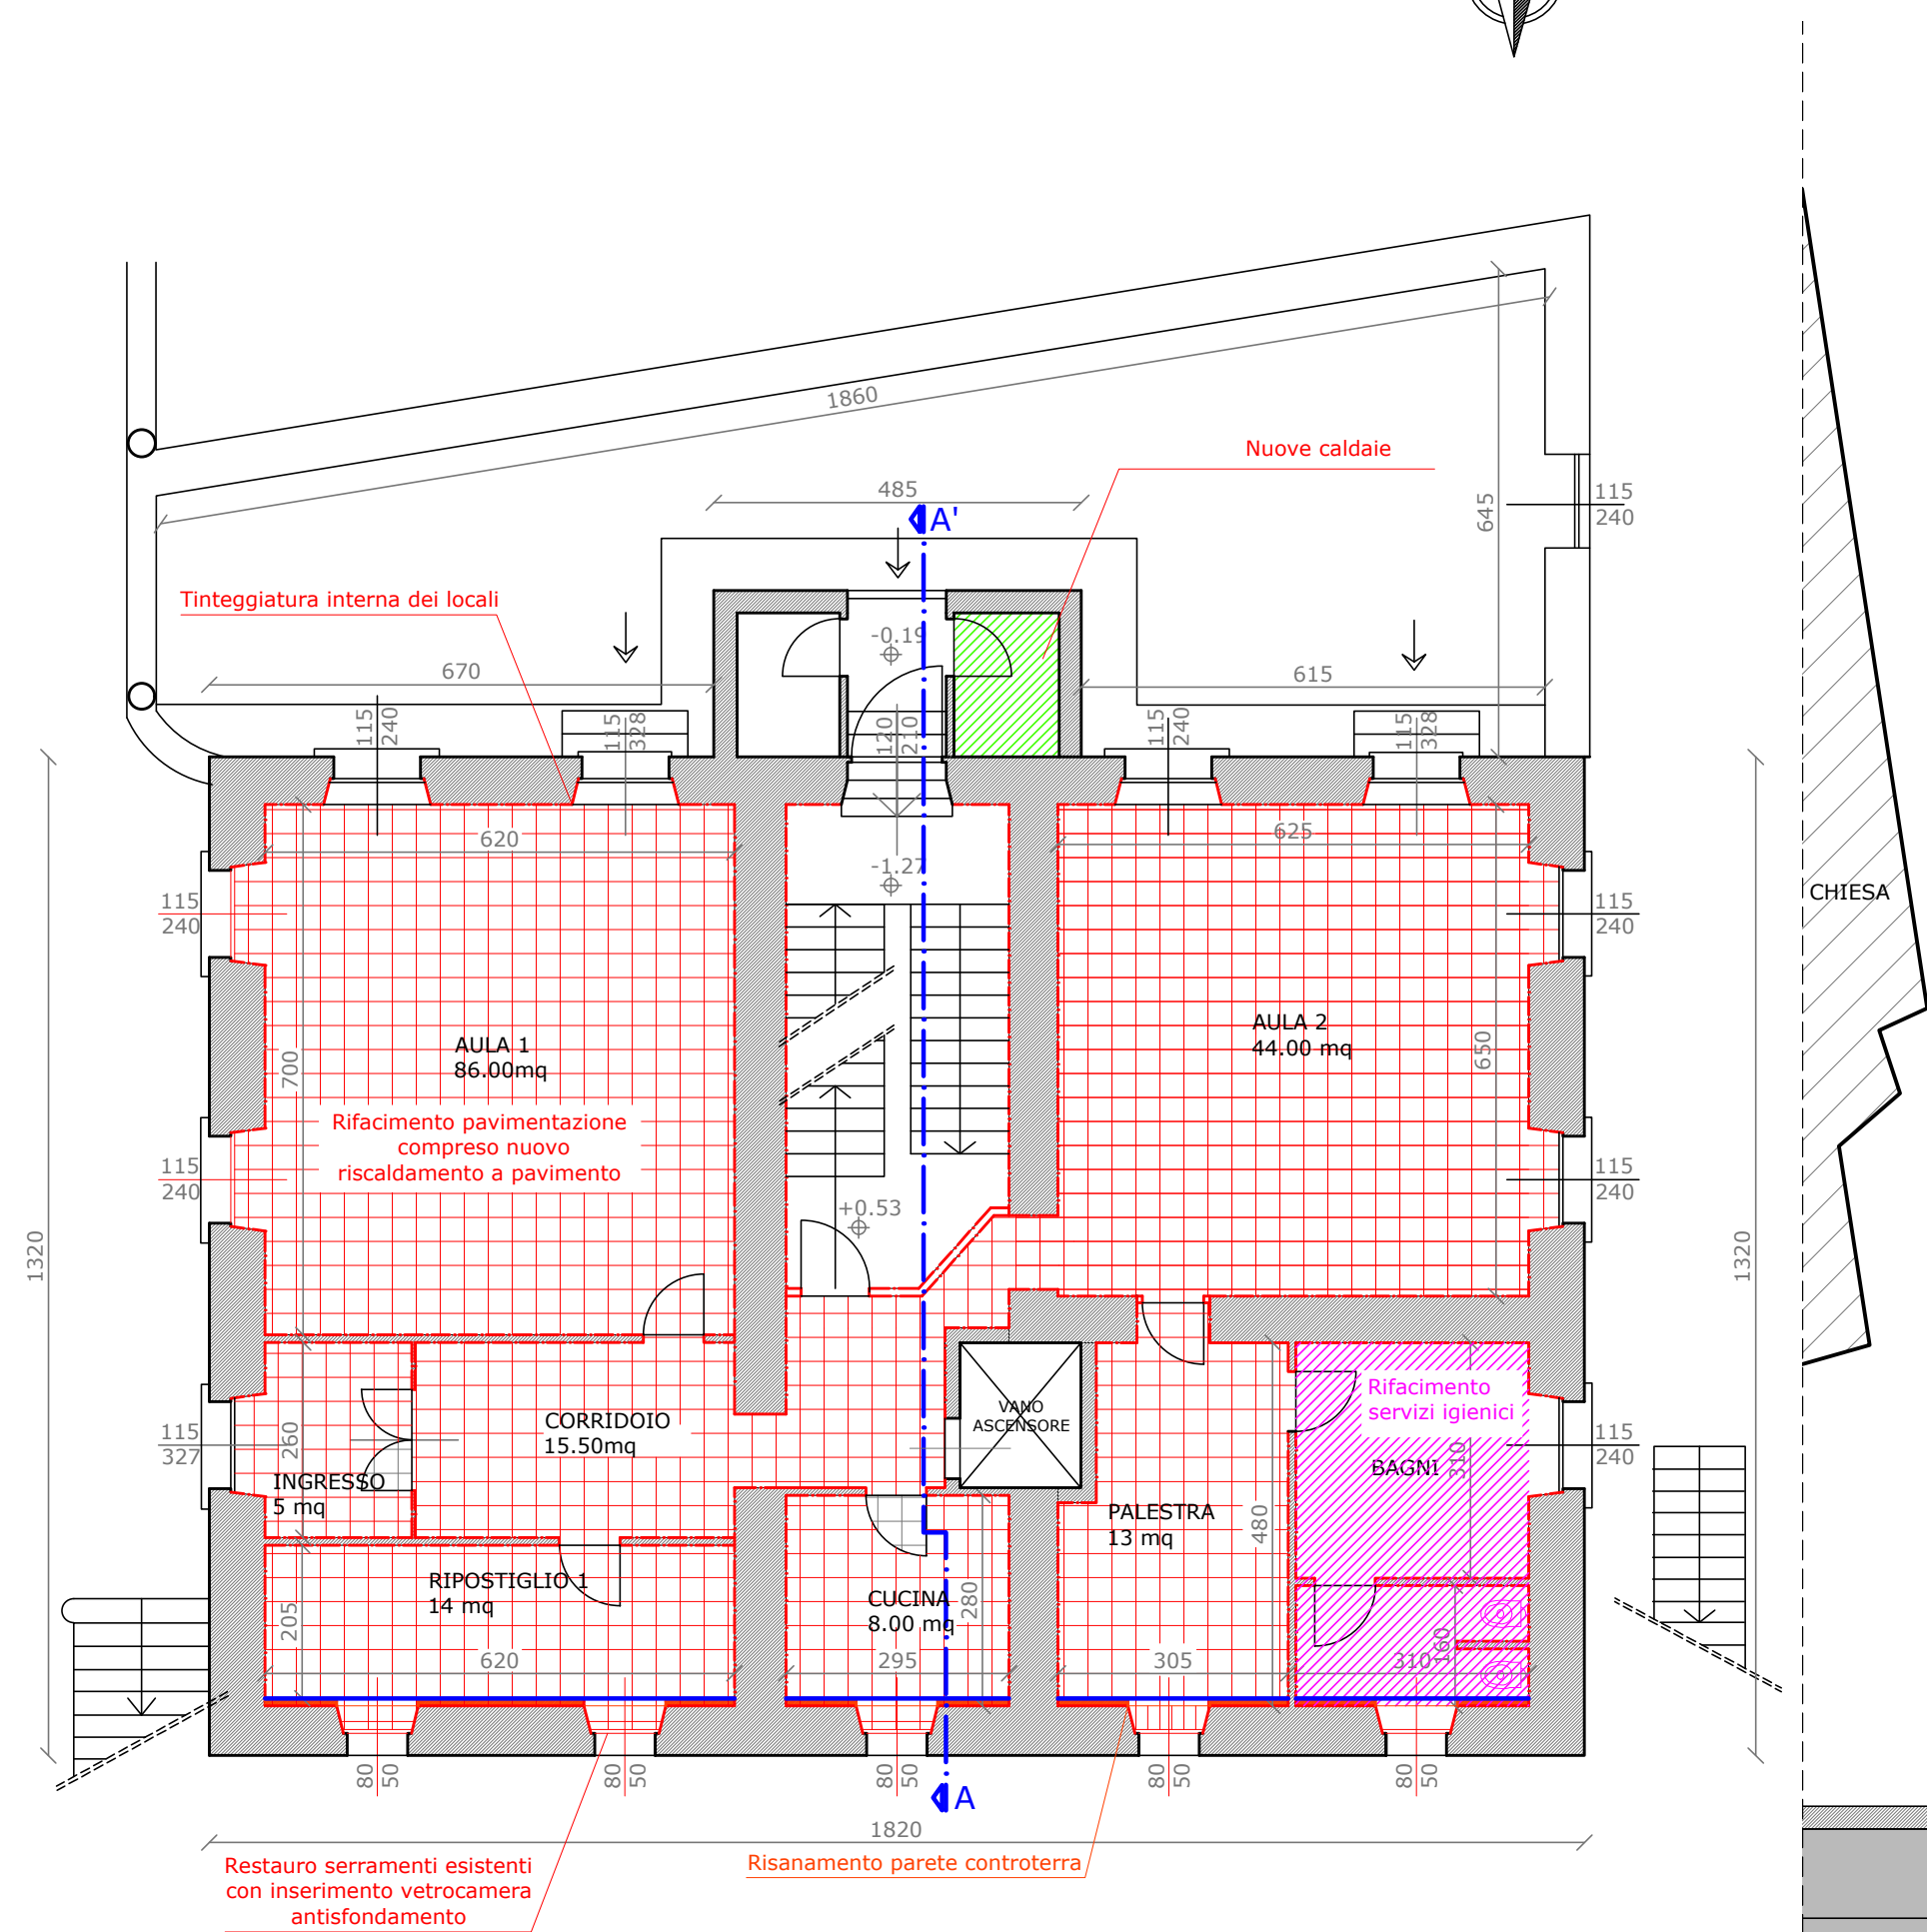 1860
Nuove caldaie
485
A'
645
115
240
Tinteggiatura interna dei locali
-0.19
670
615
115
240
115
328
120
210
115
240
115
328
620
625
-1.27
115
240
115
240
CHIESA
AULA 1
86.00mq
AULA 2
44.00 mq
700
650
Rifacimento pavimentazione
compreso nuovo
riscaldamento a pavimento
115
240
115
240
+0.53
1320
1320
Rifacimento
servizi igienici
VANO
ASCENSORE
CORRIDOIO
15.50mq
115
327
260
115
240
310
BAGNI
INGRESSO
5 mq
PALESTRA
13 mq
480
RIPOSTIGLIO 1
14 mq
CUCINA
8.00 mq
280
205
160
620
295
305
310
80
50
80
50
80
50
80
50
80
50
A
1820
Restauro serramenti esistenti
con inserimento vetrocamera
antisfondamento
Risanamento parete controterra